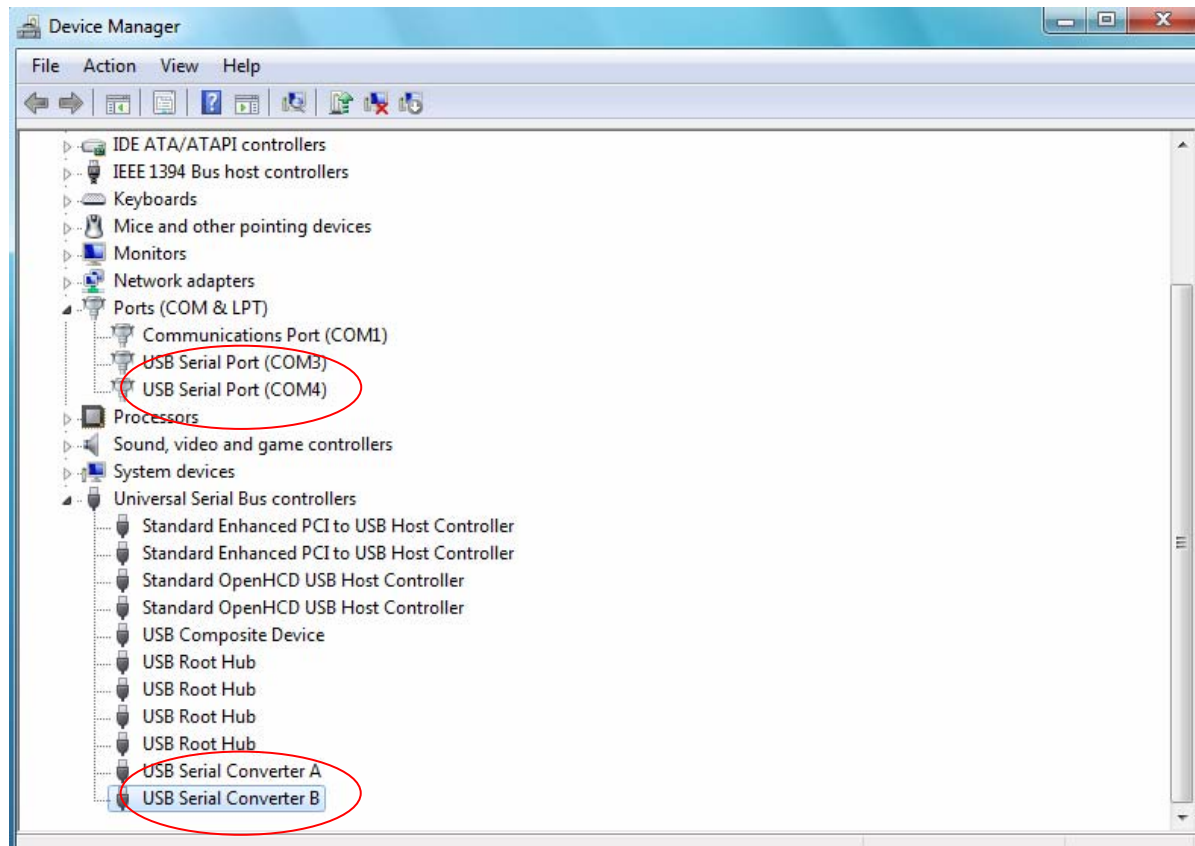 Device Manager
File Action View Help
IDE ATA/ATAPI controllers
IEEE 1394 Bus host controllers
Keyboards
Mice and other pointing devices
Monitors
Network adapters
Ports (COM & LPT)
Communications Port (COM1)
USB Serial Port (COM3)
USB Serial Port (COM4)
Processors
Sound, video and game controllers
System devices
Universal Serial Bus controllers
Standard Enhanced PCI to USB Host Controller
Standard Enhanced PCI to USB Host Controller
Standard OpenHCD USB Host Controller
Standard OpenHCD USB Host Controller
USB Composite Device
USB Root Hub
USB Root Hub
USB Root Hub
USB Root Hub
USB Serial Converter A
USB Serial Converter B